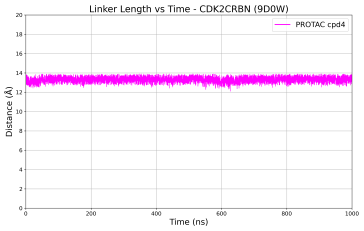 Linker Length vs Time - CDK2CRBN (9D0W)
PROTAC cpd4
Distance (Å)
20
18
16
14
12
10
8
6
4
2
0
0 200 400 600 800 1000
Time (ns)